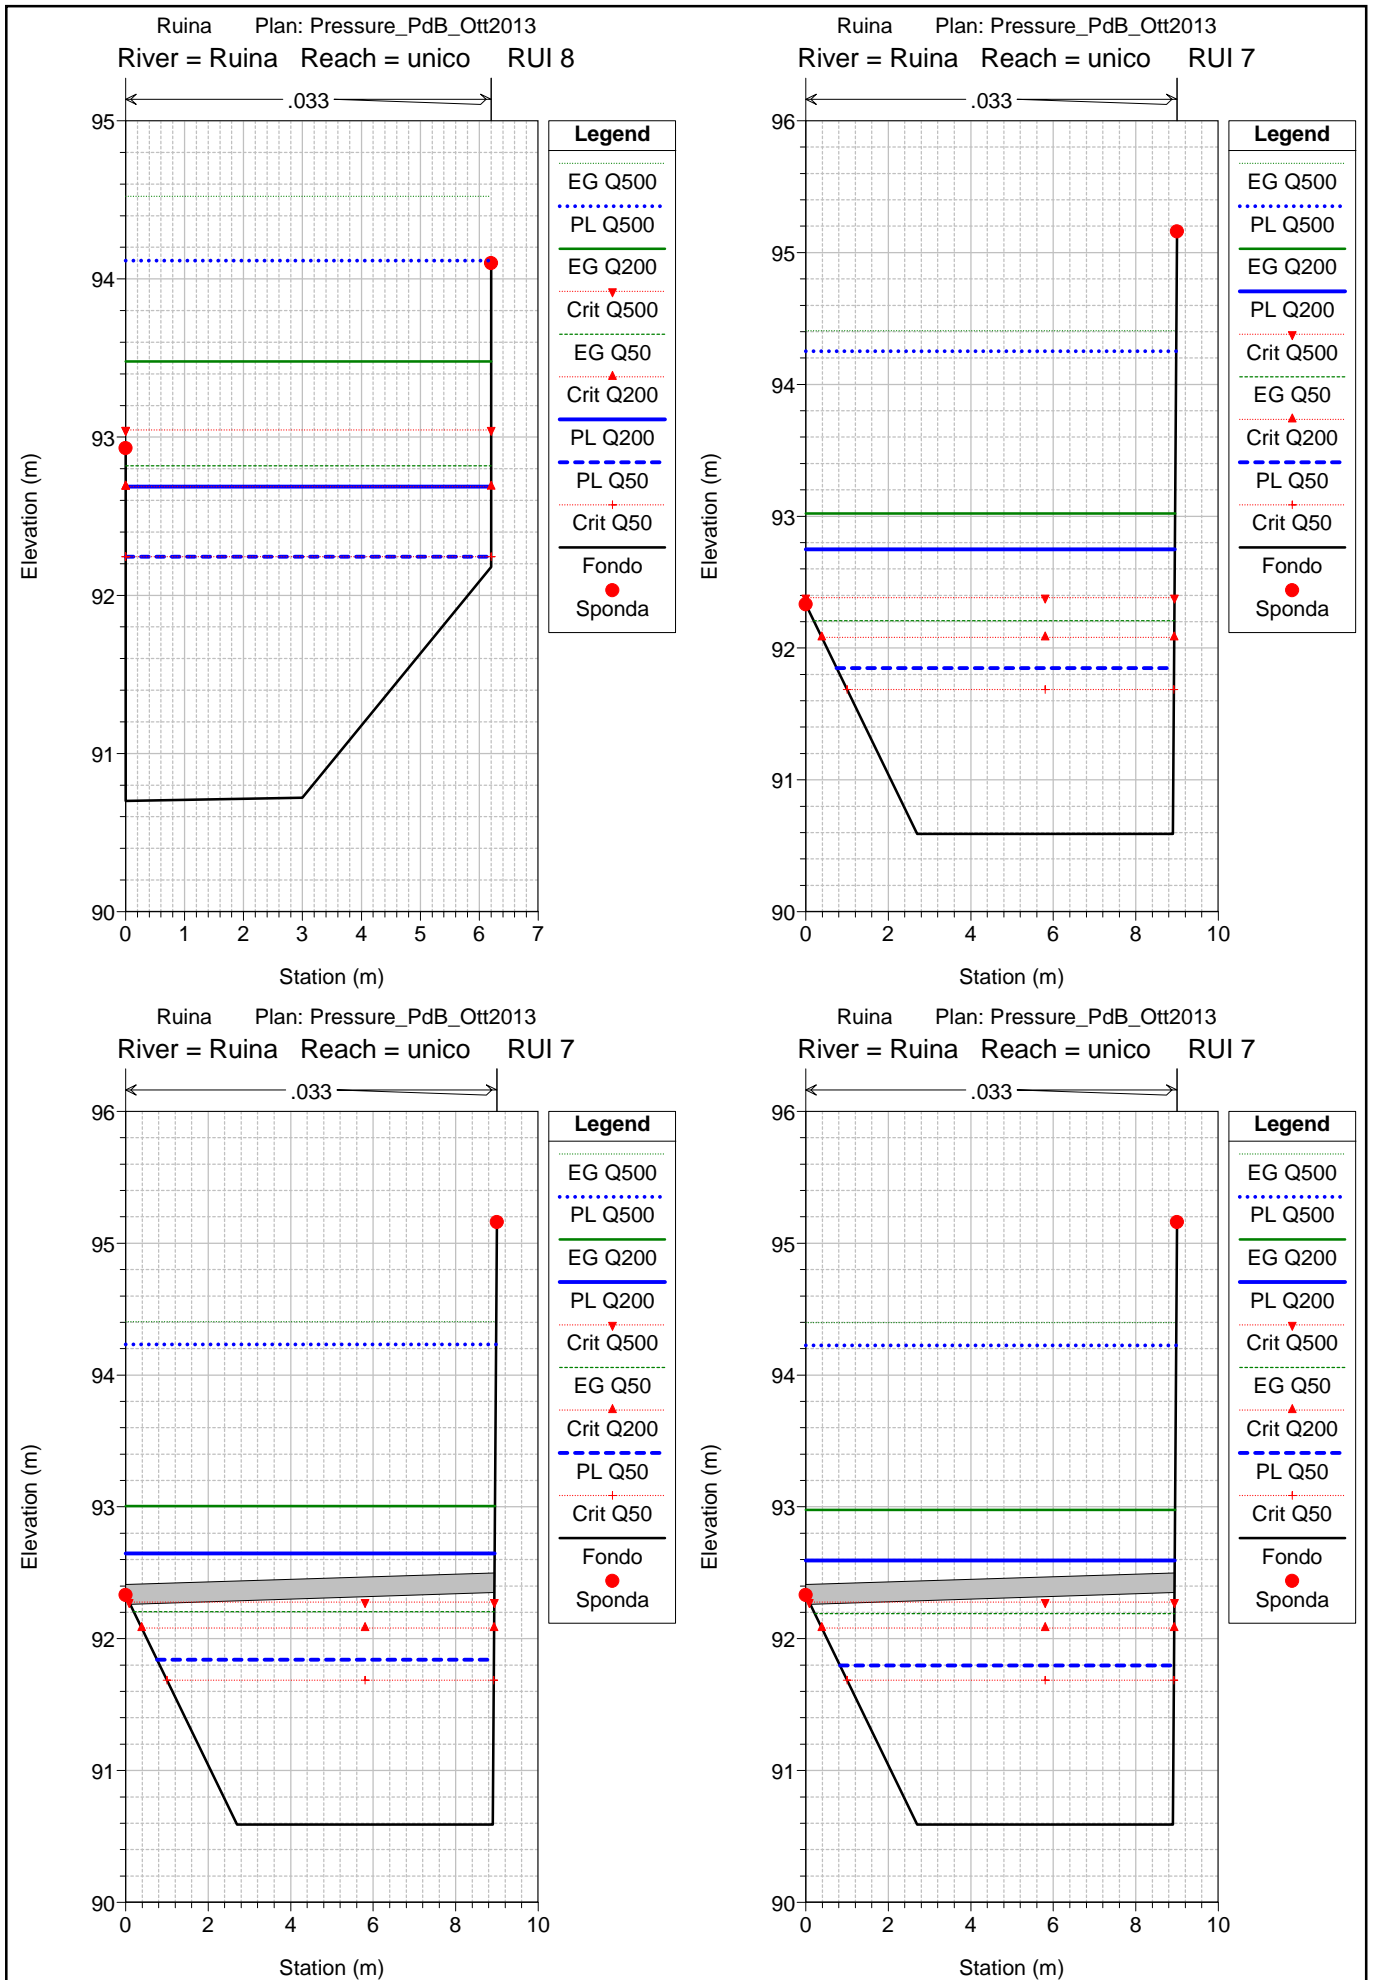 Ruina Plan: Pressure_PdB_Ott2013
River = Ruina Reach = unico RUI 8
.033
95
94
93
92
91
90
Elevation (m)
0 1 2 3 4 5 6 7
Station (m)
Legend
EG Q500
PL Q500
EG Q200
Crit Q500
EG Q50
Crit Q200
PL Q200
PL Q50
Crit Q50
Fondo
Sponda
Ruina Plan: Pressure_PdB_Ott2013
River = Ruina Reach = unico RUI 7
.033
96
95
94
93
92
91
90
Elevation (m)
0 2 4 6 8 10
Station (m)
Legend
EG Q500
PL Q500
EG Q200
PL Q200
Crit Q500
EG Q50
Crit Q200
PL Q50
Crit Q50
Fondo
Sponda
Ruina Plan: Pressure_PdB_Ott2013
River = Ruina Reach = unico RUI 7
.033
96
95
94
93
92
91
90
Elevation (m)
0 2 4 6 8 10
Station (m)
Legend
EG Q500
PL Q500
EG Q200
PL Q200
Crit Q500
EG Q50
Crit Q200
PL Q50
Crit Q50
Fondo
Sponda
Ruina Plan: Pressure_PdB_Ott2013
River = Ruina Reach = unico RUI 7
.033
96
95
94
93
92
91
90
Elevation (m)
0 2 4 6 8 10
Station (m)
Legend
EG Q500
PL Q500
EG Q200
PL Q200
Crit Q500
EG Q50
Crit Q200
PL Q50
Crit Q50
Fondo
Sponda